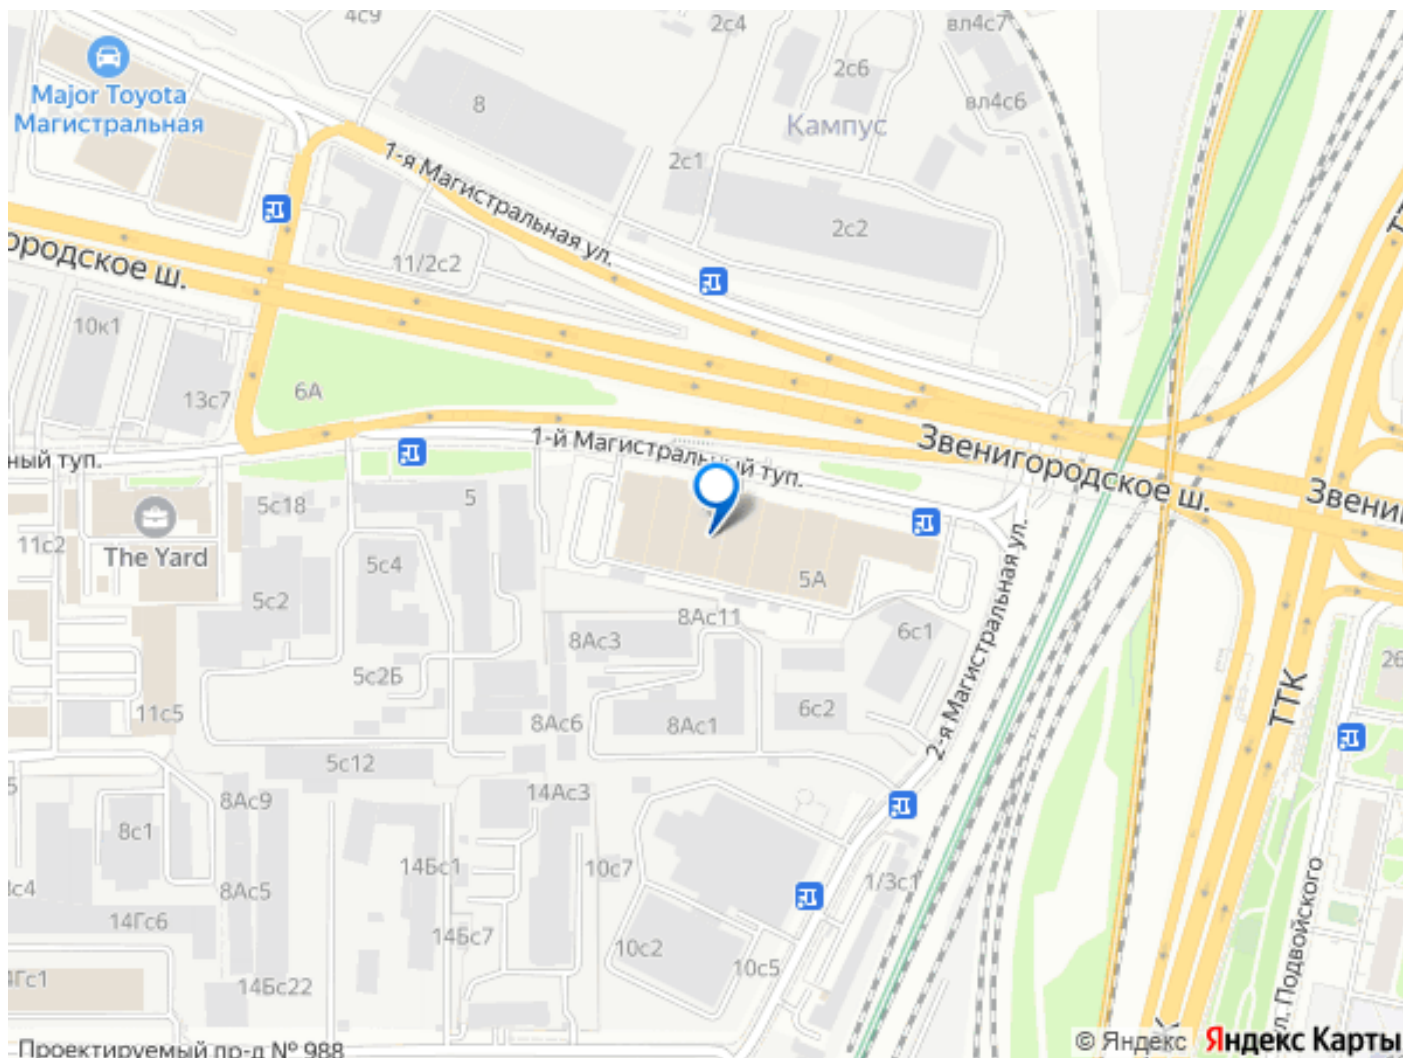 4с9
2с4
вл4с7
Major Toyota
Магистральная
8
2с6
вл4с6
Кампус
1-я Магистральная ул.
2с1
2с2
ородское ш.
11/2с2
10к1
6А
13с7
1-й Магистральный туп.
Звенигородское ш.
Звениг
ный туп.
5с18
5
11с2
The Yard
5с4
5А
5с2
8Ас11
8Ас3
6с1
2-я Магистральная ул.
5с2Б
26
11с5
8Ас6
8Ас1
6с2
ТТК
5с12
5
8Ас9
14Ас3
8с1
14Бс1
10с7
1/3с1
8Ас5
14Гс6
14Бс7
10с2
10с5
14Бс22
л. Подвойского
Проектируемый пр-д № 988
© Яндекс
Яндекс Карты